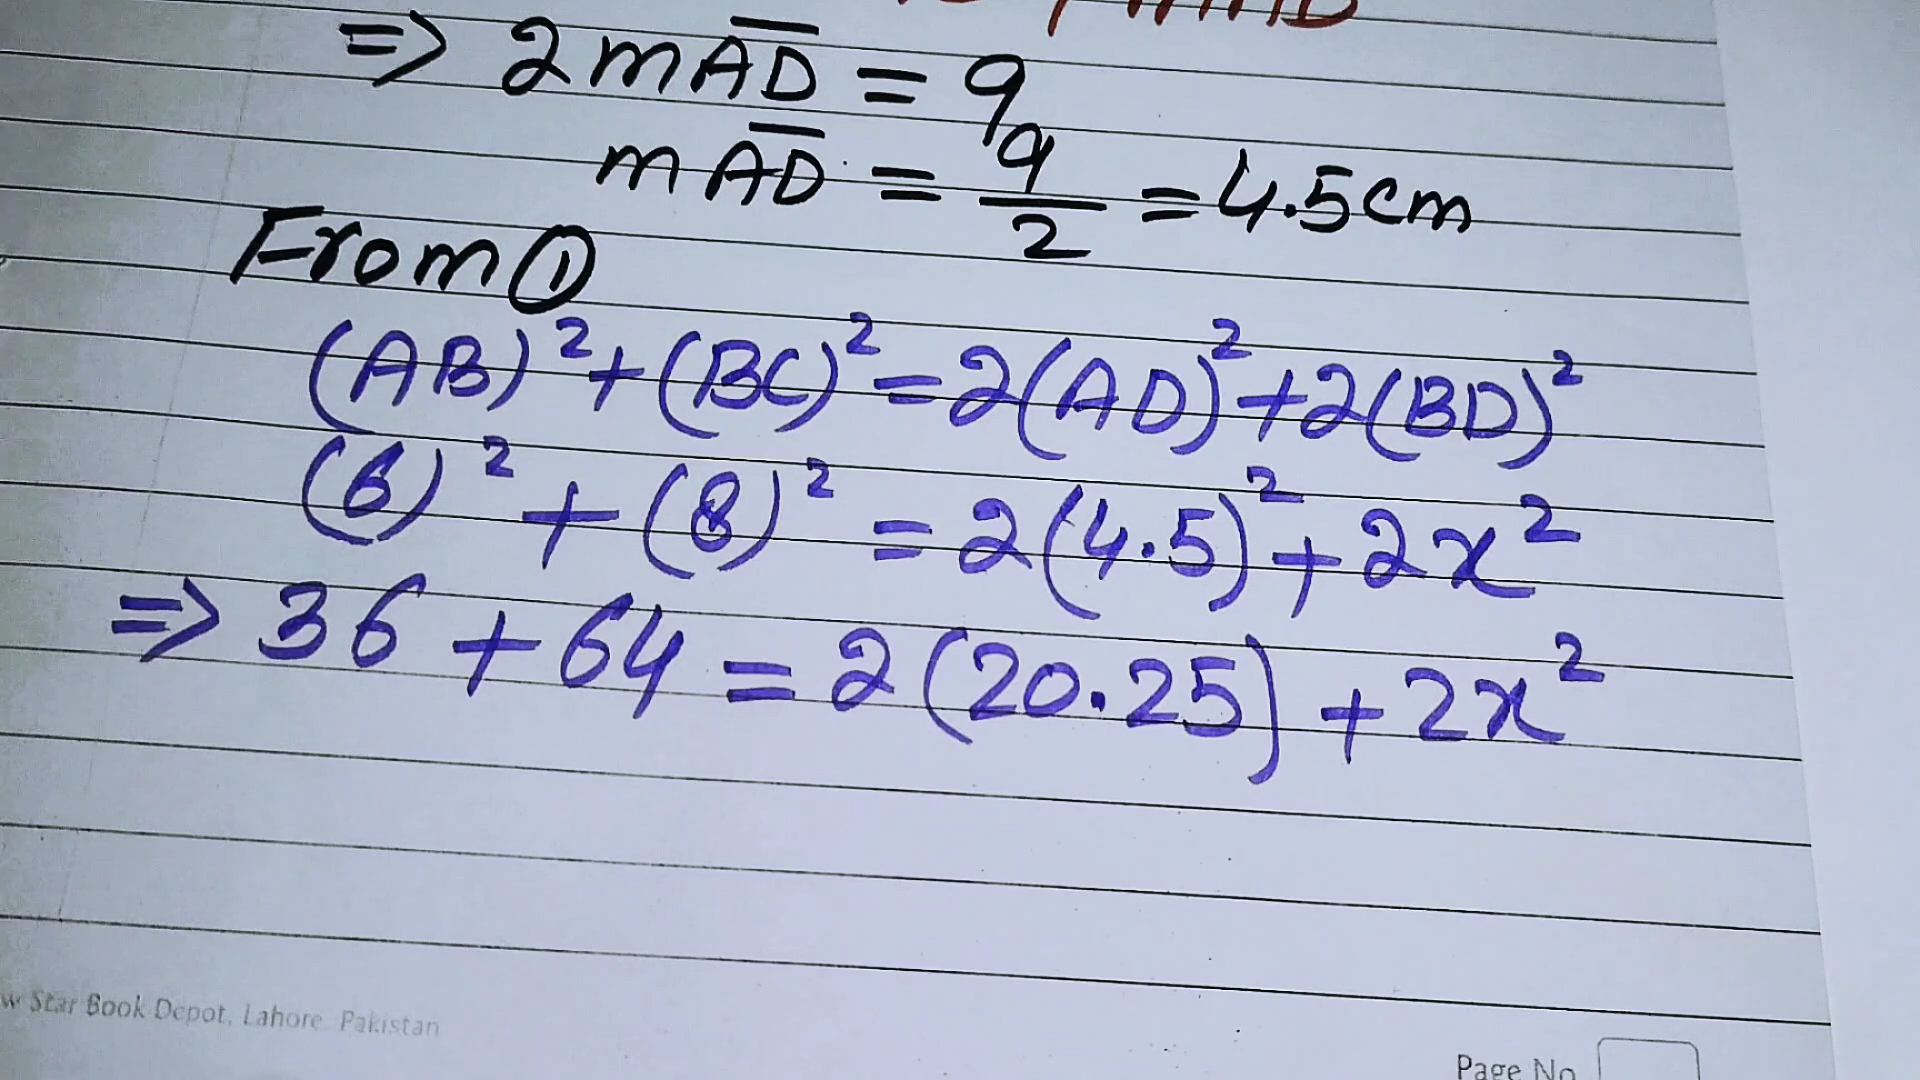 ⇒ 2mA̅D̅ = 9
mA̅D̅ = 9/2 = 4.5cm
From ①
(AB)² + (BC)² = 2(AD)² + 2(BD)²
(6)² + (8)² = 2(4.5)² + 2x²
⇒ 36 + 64 = 2(20.25) + 2x²
w Star Book Depot, Lahore Pakistan
Page No